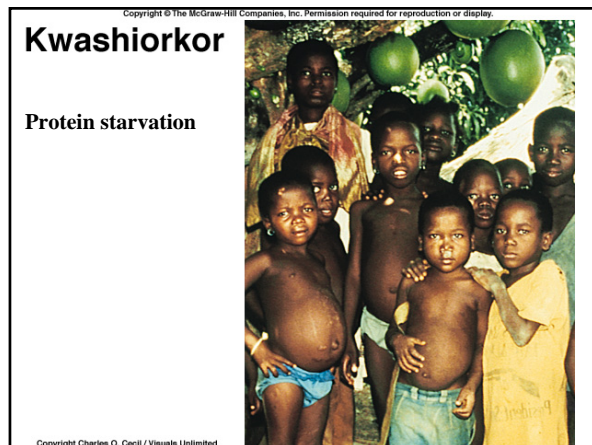 Copyright © The McGraw-Hill Companies, Inc. Permission required for reproduction or display.
Kwashiorkor
Protein starvation
Copyright Charles O. Cecil / Visuals Unlimited